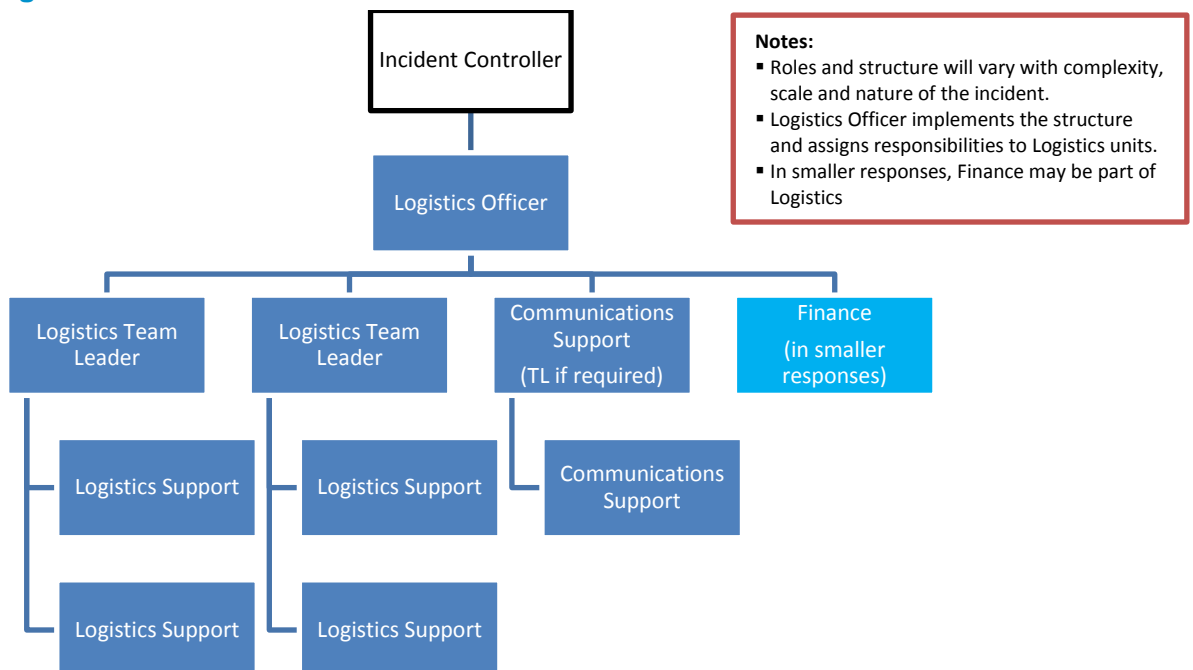 Incident Controller
Notes:
▪ Roles and structure will vary with complexity,
scale and nature of the incident.
▪ Logistics Officer implements the structure
and assigns responsibilities to Logistics units.
▪ In smaller responses, Finance may be part of
Logistics
Logistics Officer
Logistics Team
Leader
Logistics Team
Leader
Communications
Support
(TL if required)
Finance
(in smaller
responses)
Logistics Support
Logistics Support
Communications
Support
Logistics Support
Logistics Support